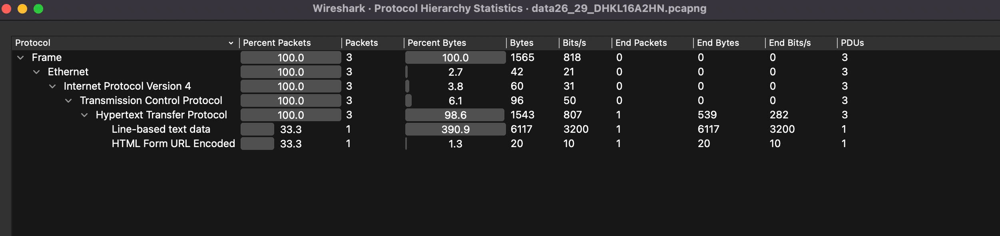 Wireshark · Protocol Hierarchy Statistics · data26_29_DHKL16A2HN.pcapng
Protocol Percent Packets Packets Percent Bytes Bytes Bits/s End Packets End Bytes End Bits/s PDUs
Frame 100.0 3 100.0 1565 818 0 0 0 3
Ethernet 100.0 3 2.7 42 21 0 0 0 3
Internet Protocol Version 4 100.0 3 3.8 60 31 0 0 0 3
Transmission Control Protocol 100.0 3 6.1 96 50 0 0 0 3
Hypertext Transfer Protocol 100.0 3 98.6 1543 807 1 539 282 3
Line-based text data 33.3 1 390.9 6117 3200 1 6117 3200 1
HTML Form URL Encoded 33.3 1 1.3 20 10 1 20 10 1